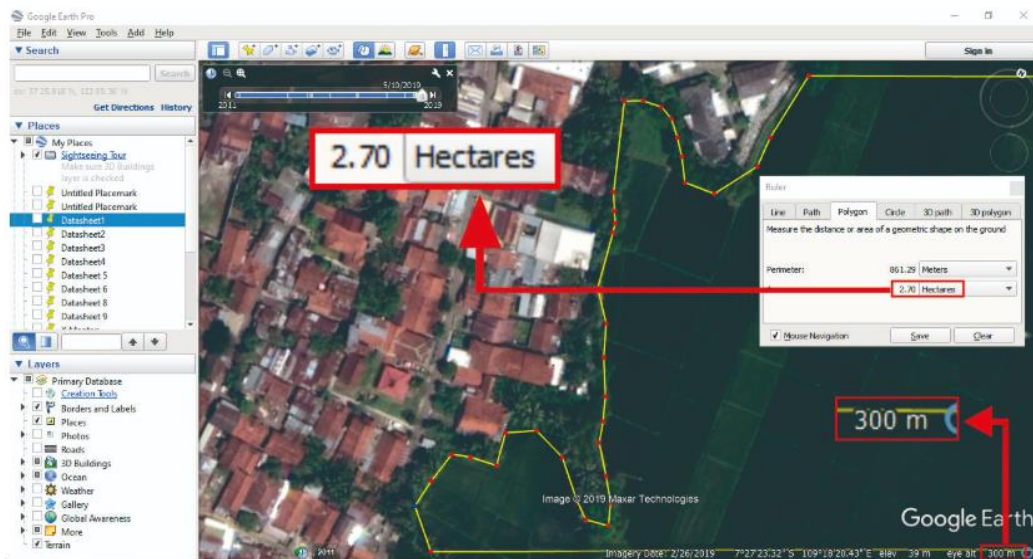 Google Earth Pro
File Edit View Tools Add Help
Search
Sign in
Search
Get Directions History
5/10/2019
2011
2019
Places
My Places
Sightseeing Tour
Make sure 3D Buildings
layer is checked
Untitled Placemark
Untitled Placemark
Datasheet1
Datasheet2
Datasheet3
Datasheet4
Datasheet 5
Datasheet 6
Datasheet 8
Datasheet 9
2.70 Hectares
Ruler
Line Path Polygon Circle 3D path 3D polygon
Measure the distance or area of a geometric shape on the ground
Perimeter: 861.29 Meters
2.70 Hectares
Mouse Navigation Save Clear
Layers
Primary Database
Creation Tools
Borders and Labels
Places
Photos
Roads
3D Buildings
Ocean
Weather
Gallery
Global Awareness
More
Terrain
300 m
Image © 2019 Maxar Technologies
Google Earth
2011
Imagery Date: 2/26/2019 7°27'23.32" S 109°18'20.43" E elev 39 m eye alt 300 m